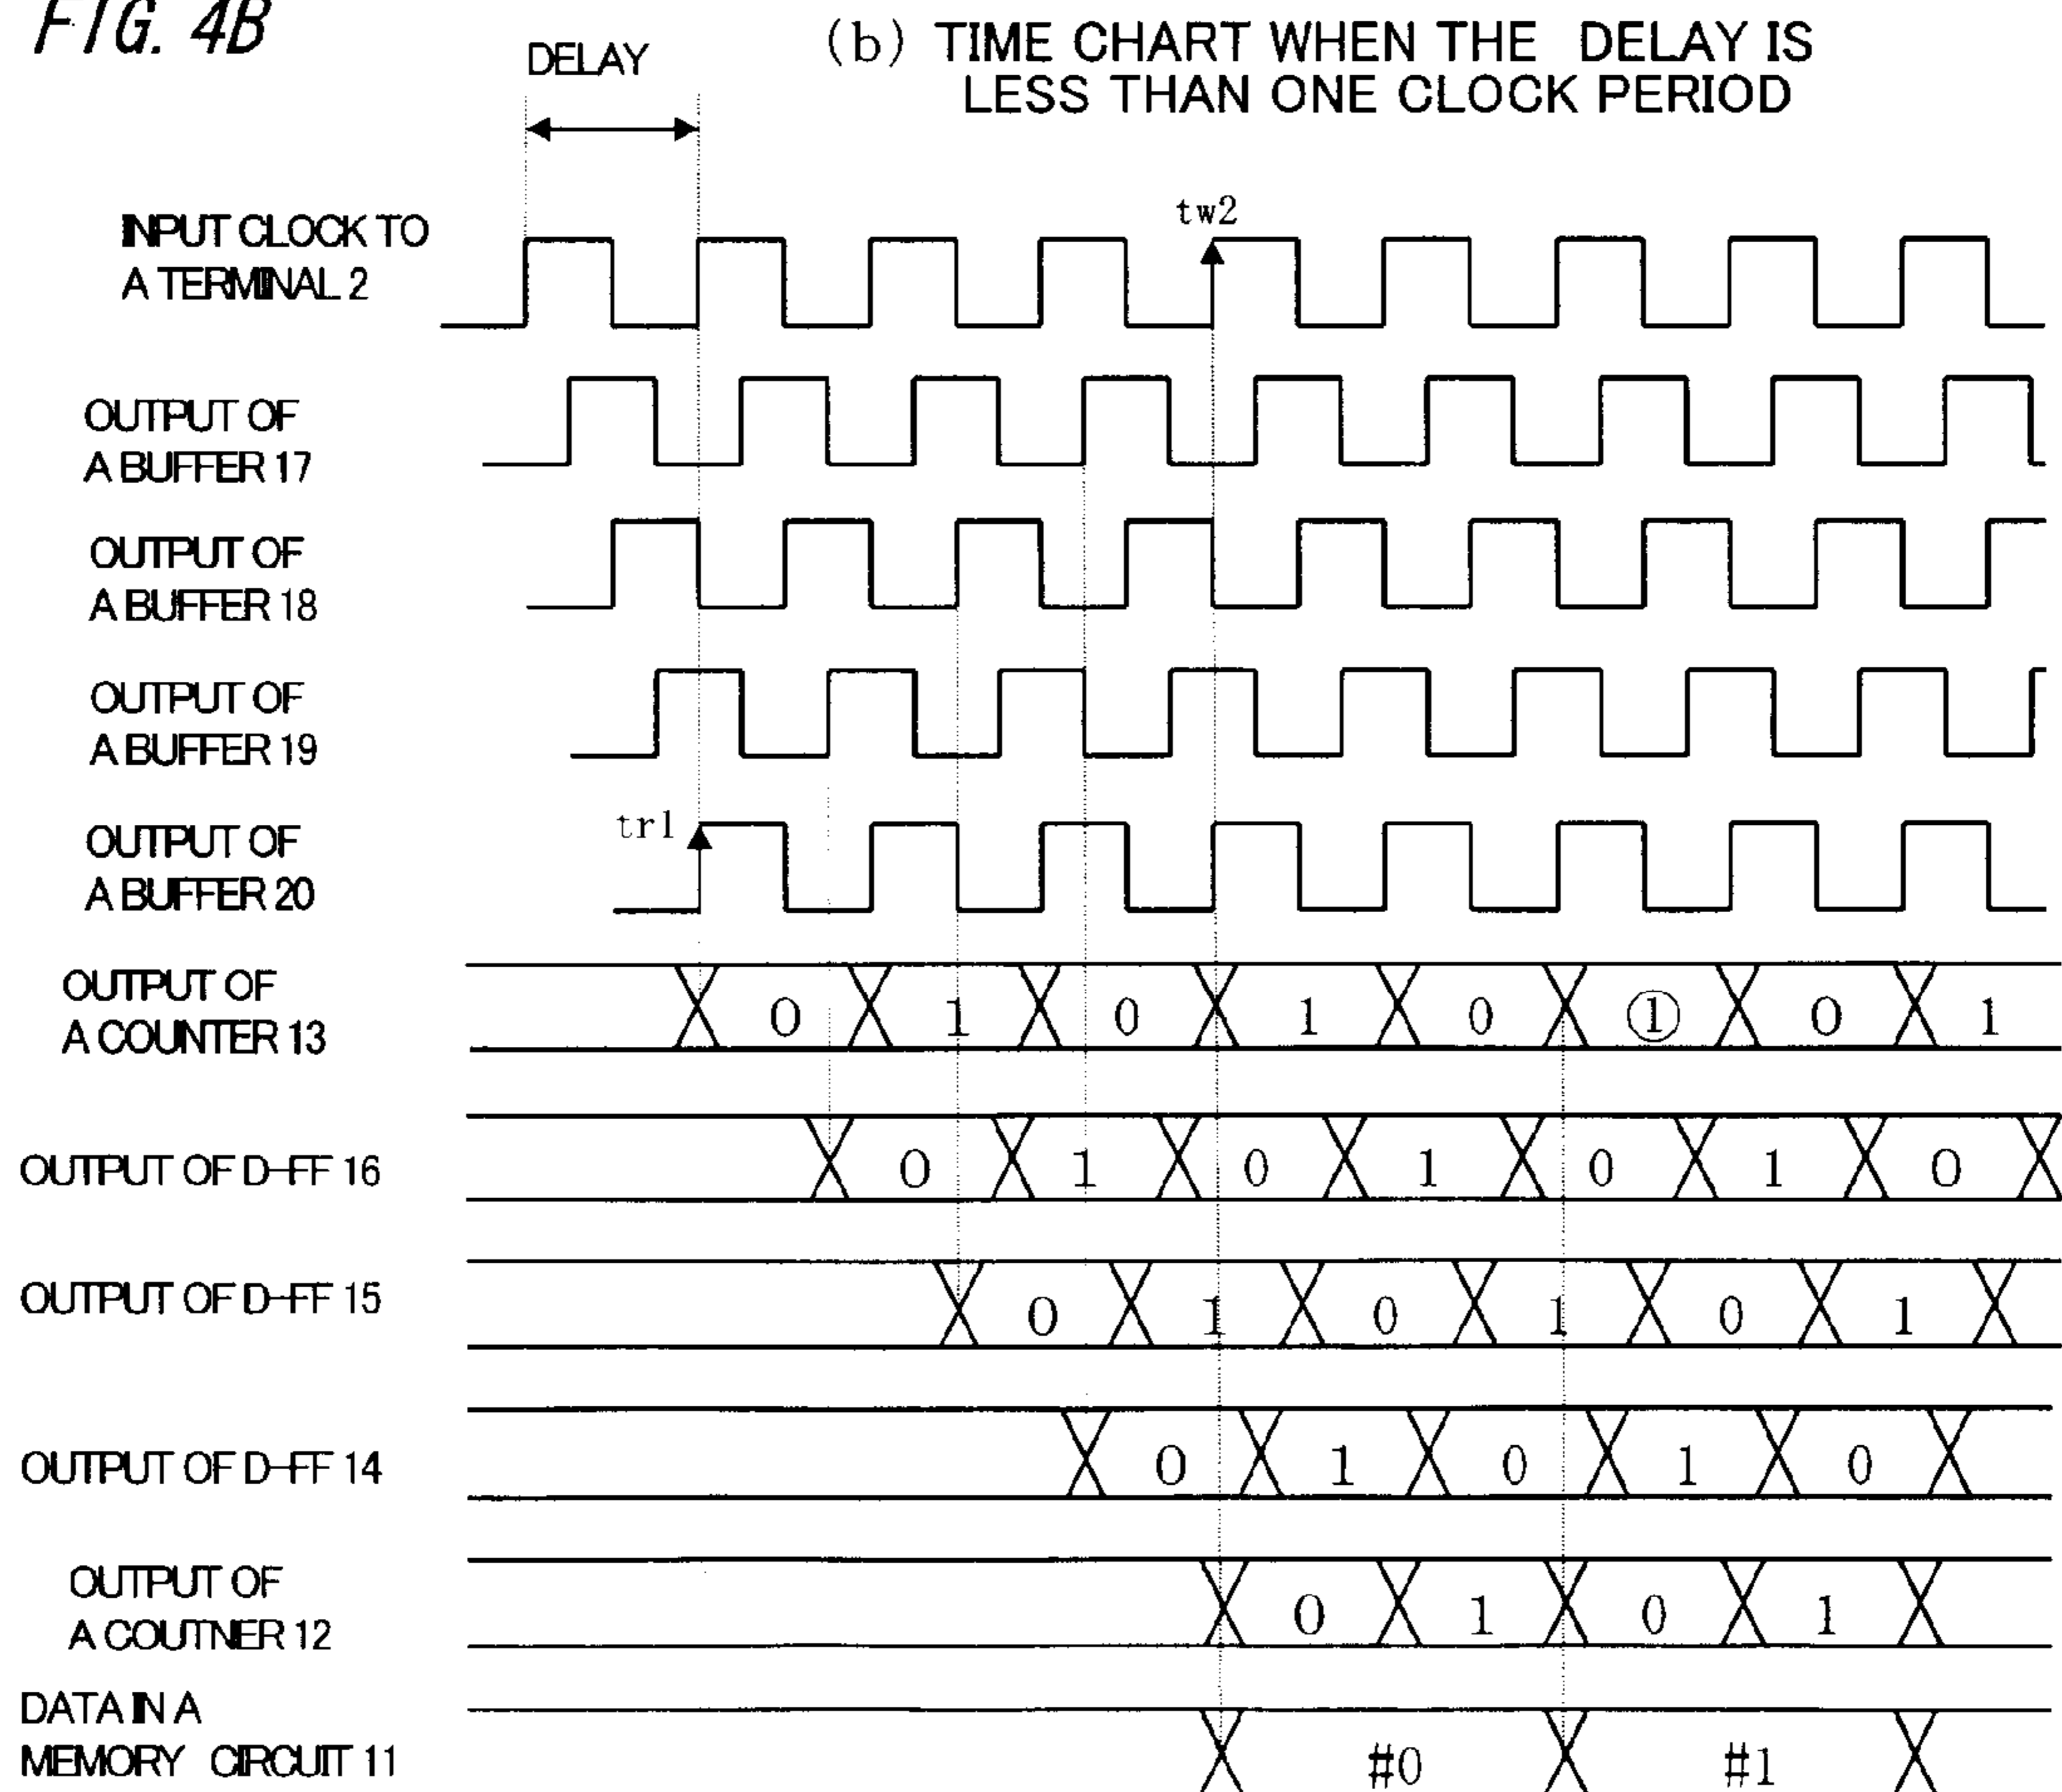 FIG. 4B
(b) TIME CHART WHEN THE DELAY IS
LESS THAN ONE CLOCK PERIOD
DELAY
INPUT CLOCK TO
A TERMINAL 2
tw2
OUTPUT OF
A BUFFER 17
OUTPUT OF
A BUFFER 18
OUTPUT OF
A BUFFER 19
OUTPUT OF
A BUFFER 20
tr1
OUTPUT OF
A COUNTER 13
0 1 0 1 0 ① 0 1
OUTPUT OF D-FF 16
0 1 0 1 0 1 0
OUTPUT OF D-FF 15
0 1 0 1 0 1
OUTPUT OF D-FF 14
0 1 0 1 0
OUTPUT OF
A COUTNER 12
0 1 0 1
DATA IN A
MEMORY CIRCUIT 11
#0 #1